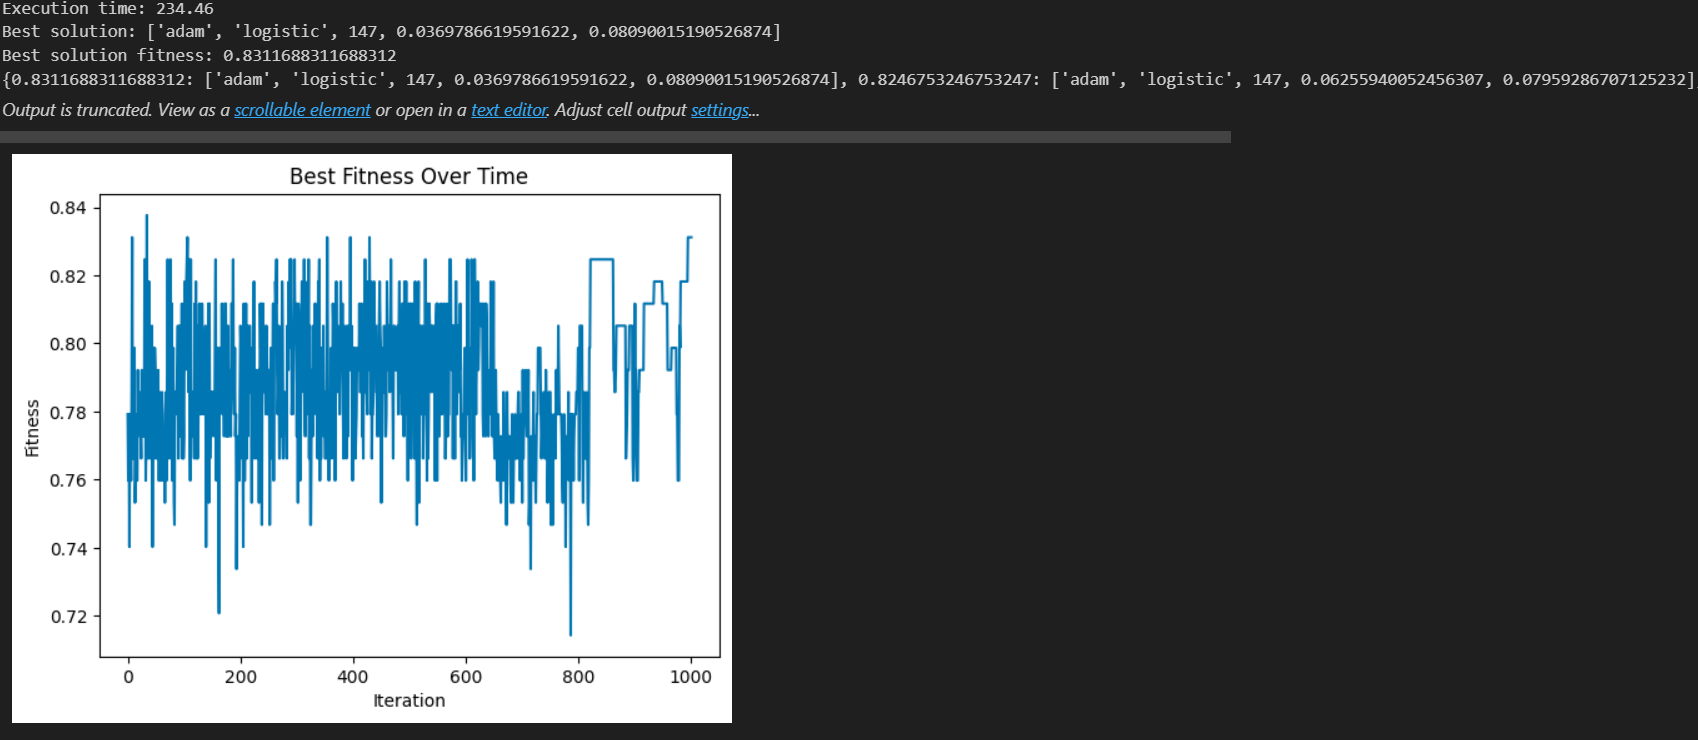 Execution time: 234.46
Best solution: ['adam', 'logistic', 147, 0.0369786619591622, 0.08090015190526874]
Best solution fitness: 0.8311688311688312
{0.8311688311688312: ['adam', 'logistic', 147, 0.0369786619591622, 0.08090015190526874], 0.8246753246753247: ['adam', 'logistic', 147, 0.06255940052456307, 0.07959286707125232],
Output is truncated. View as a scrollable element or open in a text editor. Adjust cell output settings...
Best Fitness Over Time
0.84
0.82
0.80
0.78
0.76
0.74
0.72
Fitness
0 200 400 600 800 1000
Iteration